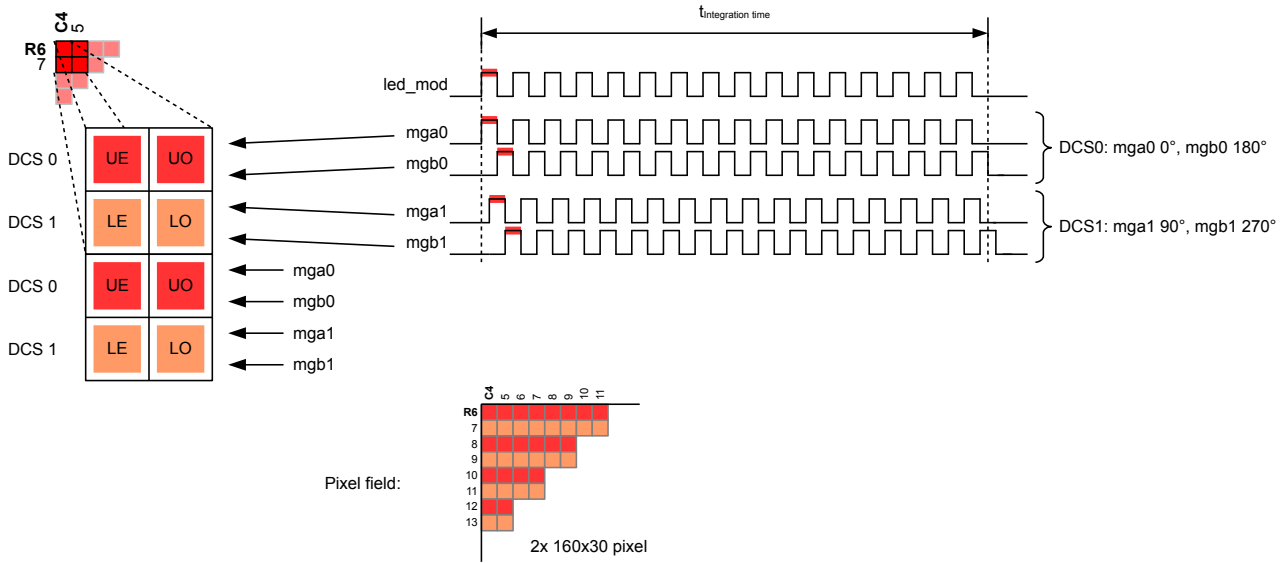 C4
5
R6
7
DCS 0
UE
UO
DCS 1
LE
LO
DCS 0
UE
UO
DCS 1
LE
LO
mga0
mgb0
mga1
mgb1
tIntegration time
led_mod
mga0
mgb0
DCS0: mga0 0°, mgb0 180°
mga1
mgb1
DCS1: mga1 90°, mgb1 270°
Pixel field:
C4 5 6 7 8 9 10 11
R6
7
8
9
10
11
12
13
2x 160x30 pixel